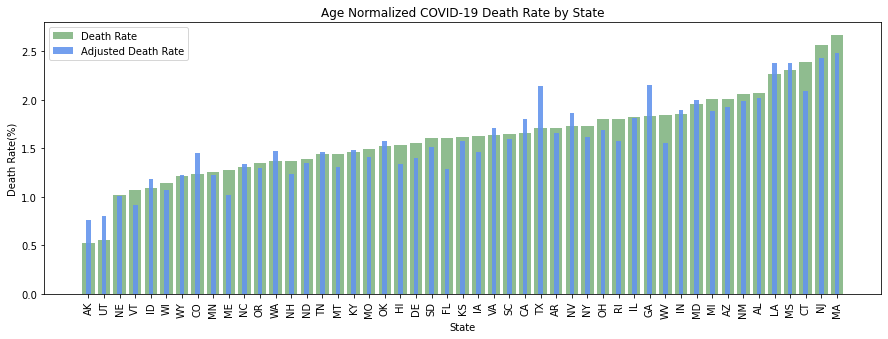 Age Normalized COVID-19 Death Rate by State
Death Rate
Adjusted Death Rate
Death Rate(%)
2.5
2.0
1.5
1.0
0.5
0.0
AK UT NE VT ID WI WY CO MN ME NC OR WA NH ND TN MT KY MO OK HI DE SD FL KS IA VA SC CA TX AR NV NY OH RI IL GA WV IN MD MI AZ NM AL LA MS CT NJ MA
State